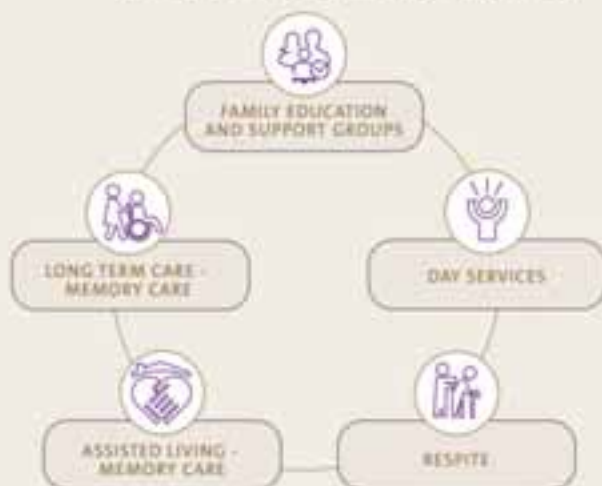 FAMILY EDUCATION
AND SUPPORT GROUPS
LONG TERM CARE -
MEMORY CARE
DAY SERVICES
ASSISTED LIVING -
MEMORY CARE
RESPITE